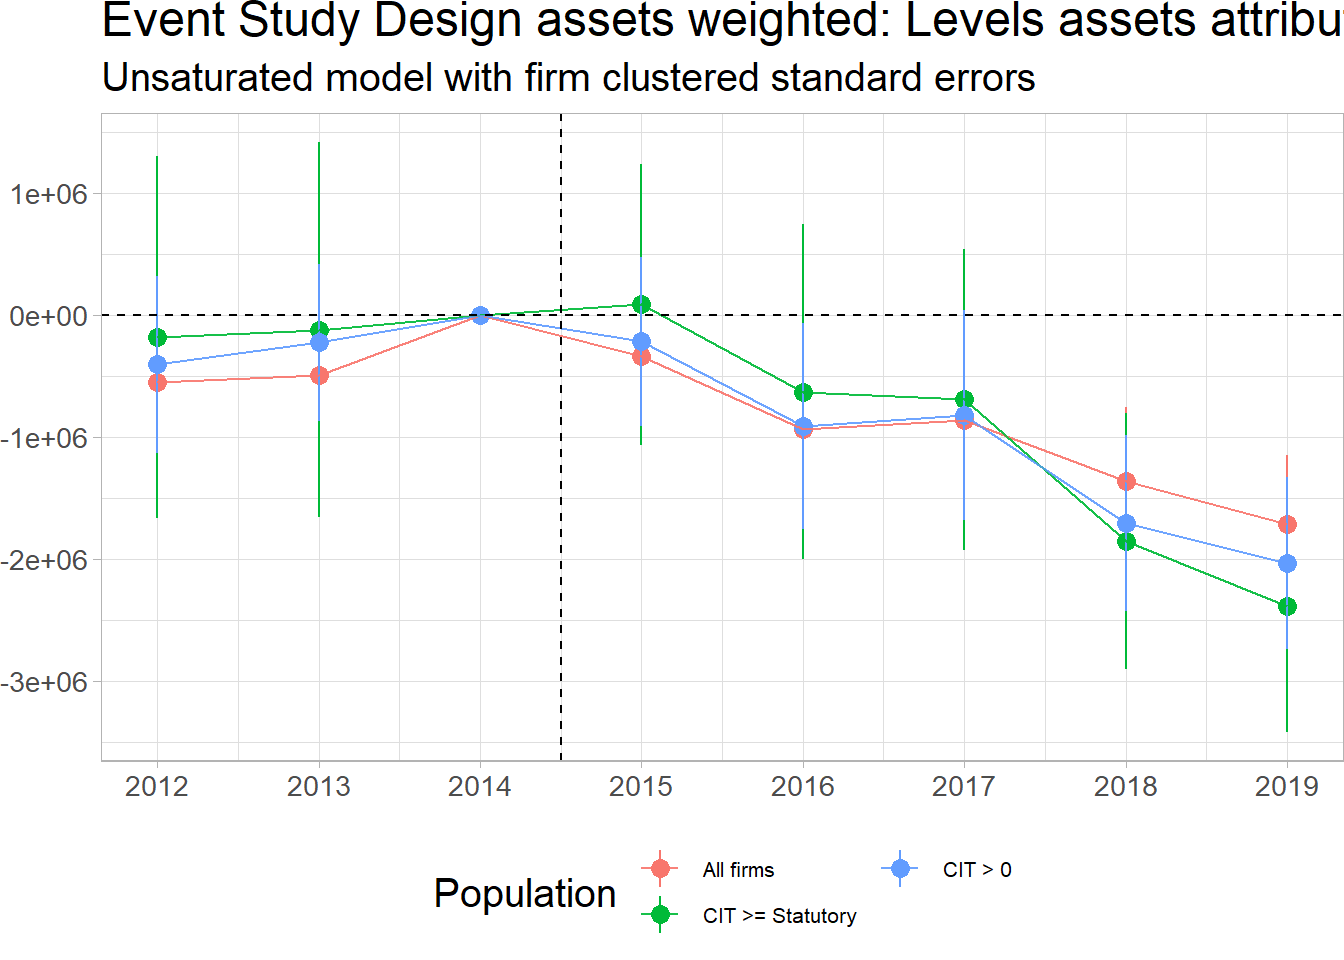 Event Study Design assets weighted: Levels assets attribu
Unsaturated model with firm clustered standard errors
1e+06
0e+00
-1e+06
-2e+06
-3e+06
2012 2013 2014 2015 2016 2017 2018 2019
Population
All firms
CIT >= Statutory
CIT > 0